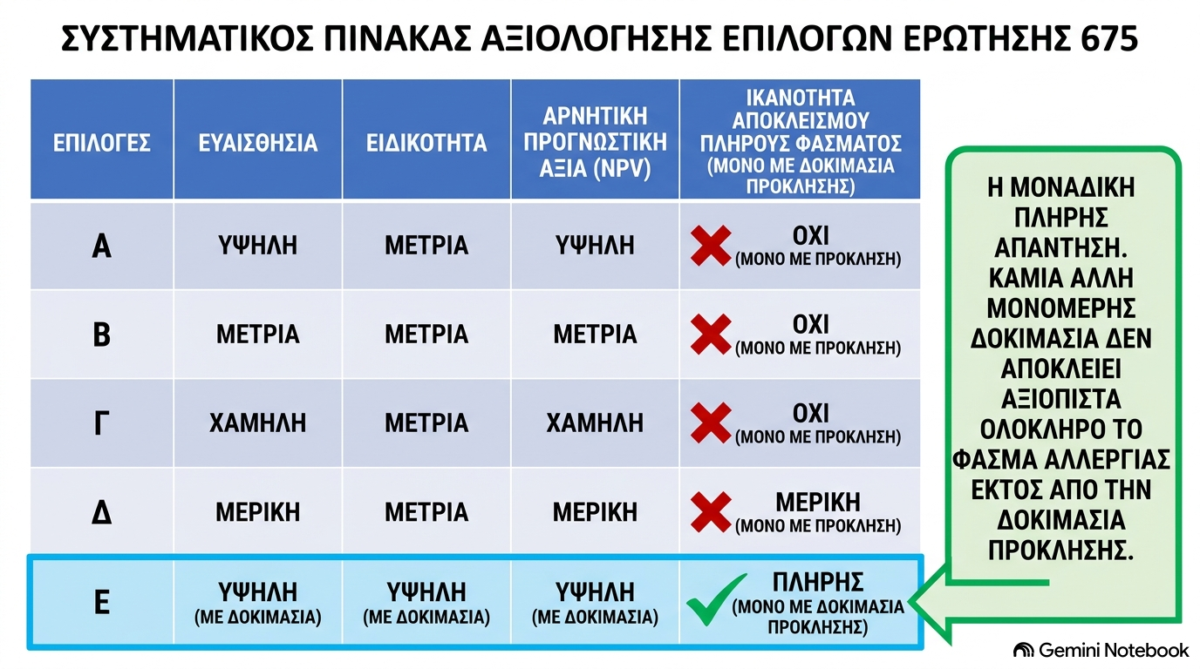 ΣΥΣΤΗΜΑΤΙΚΟΣ ΠΙΝΑΚΑΣ ΑΞΙΟΛΟΓΗΣΗΣ ΕΠΙΛΟΓΩΝ ΕΡΩΤΗΣΗΣ 675
ΕΠΙΛΟΓΕΣ
ΕΥΑΙΣΘΗΣΙΑ
ΕΙΔΙΚΟΤΗΤΑ
ΑΡΝΗΤΙΚΗ
ΠΡΟΓΝΩΣΤΙΚΗ
ΑΞΙΑ (NPV)
ΙΚΑΝΟΤΗΤΑ
ΑΠΟΚΛΕΙΣΜΟΥ
ΠΛΗΡΟΥΣ ΦΑΣΜΑΤΟΣ
(ΜΟΝΟ ΜΕ ΔΟΚΙΜΑΣΙΑ
ΠΡΟΚΛΗΣΗΣ)
Α
ΥΨΗΛΗ
ΜΕΤΡΙΑ
ΥΨΗΛΗ
ΟΧΙ
(ΜΟΝΟ ΜΕ ΠΡΟΚΛΗΣΗ)
Β
ΜΕΤΡΙΑ
ΜΕΤΡΙΑ
ΜΕΤΡΙΑ
ΟΧΙ
(ΜΟΝΟ ΜΕ ΠΡΟΚΛΗΣΗ)
Γ
ΧΑΜΗΛΗ
ΜΕΤΡΙΑ
ΧΑΜΗΛΗ
ΟΧΙ
(ΜΟΝΟ ΜΕ ΠΡΟΚΛΗΣΗ)
Δ
ΜΕΡΙΚΗ
ΜΕΤΡΙΑ
ΜΕΡΙΚΗ
ΜΕΡΙΚΗ
(ΜΟΝΟ ΜΕ ΠΡΟΚΛΗΣΗ)
Ε
ΥΨΗΛΗ
(ΜΕ ΔΟΚΙΜΑΣΙΑ)
ΥΨΗΛΗ
(ΜΕ ΔΟΚΙΜΑΣΙΑ)
ΥΨΗΛΗ
(ΜΕ ΔΟΚΙΜΑΣΙΑ)
ΠΛΗΡΗΣ
(ΜΟΝΟ ΜΕ ΔΟΚΙΜΑΣΙΑ
ΠΡΟΚΛΗΣΗΣ)
Η ΜΟΝΑΔΙΚΗ
ΠΛΗΡΗΣ
ΑΠΑΝΤΗΣΗ.
ΚΑΜΙΑ ΑΛΛΗ
ΜΟΝΟΜΕΡΗΣ
ΔΟΚΙΜΑΣΙΑ ΔΕΝ
ΑΠΟΚΛΕΙΕΙ
ΑΞΙΟΠΙΣΤΑ
ΟΛΟΚΛΗΡΟ ΤΟ
ΦΑΣΜΑ ΑΛΛΕΡΓΙΑΣ
ΕΚΤΟΣ ΑΠΟ ΤΗΝ
ΔΟΚΙΜΑΣΙΑ
ΠΡΟΚΛΗΣΗΣ.
Gemini Notebook